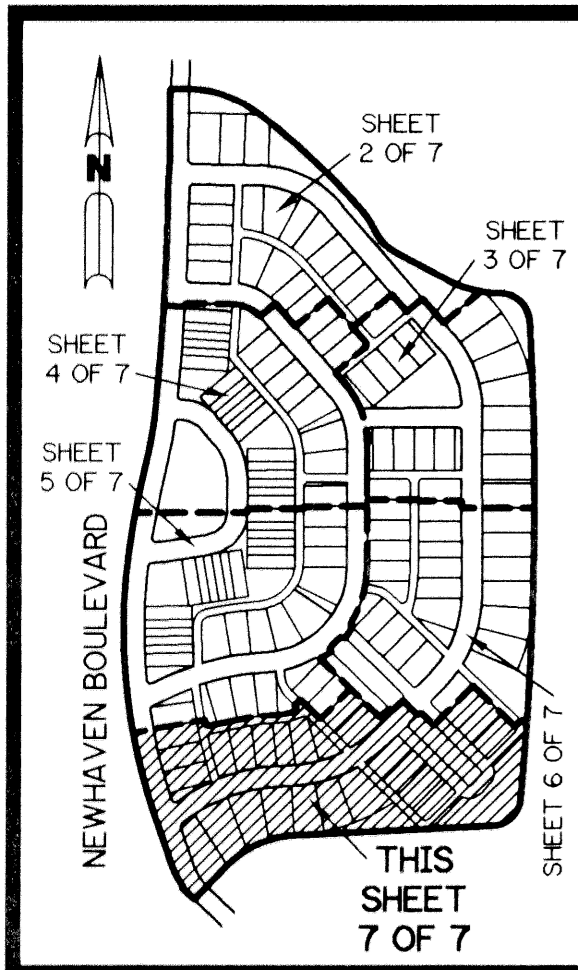 SHEET
2 OF 7
N
SHEET
3 OF 7
SHEET
4 OF 7
SHEET
5 OF 7
NEWHAVEN BOULEVARD
SHEET 6 OF 7
THIS
SHEET
7 OF 7